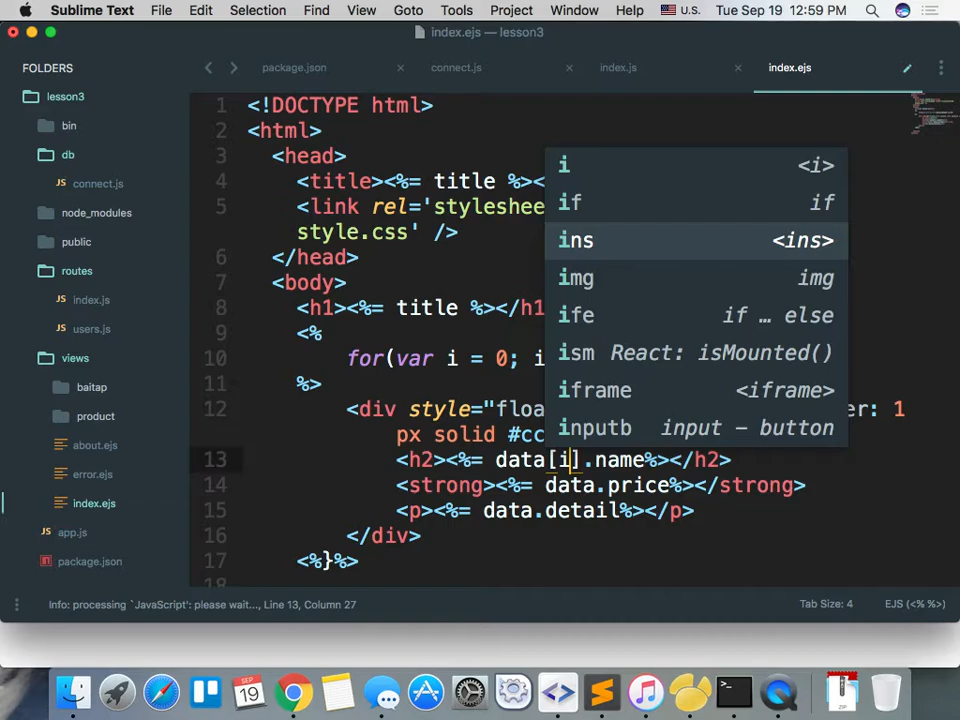 Sublime Text File Edit Selection Find View Goto Tools Project Window Help U.S. Tue Sep 19 12:59 PM
index.ejs — lesson3
FOLDERS
lesson3
bin
db
connect.js
node_modules
public
routes
index.js
users.js
views
baitap
product
about.ejs
error.ejs
index.ejs
app.js
package.json
package.json × connect.js × index.js × index.ejs
1 <!DOCTYPE html>
2 <html>
3 <head>
4 <title><%= title %><
5 <link rel='styleshee
style.css' />
6 </head>
7 <body>
8 <h1><%= title %></h1
9 <%
10 for(var i = 0; i
11 %>
12 <div style="floa er: 1
px solid #cc
13 <h2><%= data[i].name%></h2>
14 <strong><%= data.price%></strong>
15 <p><%= data.detail%></p>
16 </div>
17 <%}%>
18
i <i>
if if
ins <ins>
img img
ife if … else
ism React: isMounted()
iframe <iframe>
inputb input – button
Info: processing `JavaScript': please wait..., Line 13, Column 27 Tab Size: 4 EJS (<% %>)
19
ZIP